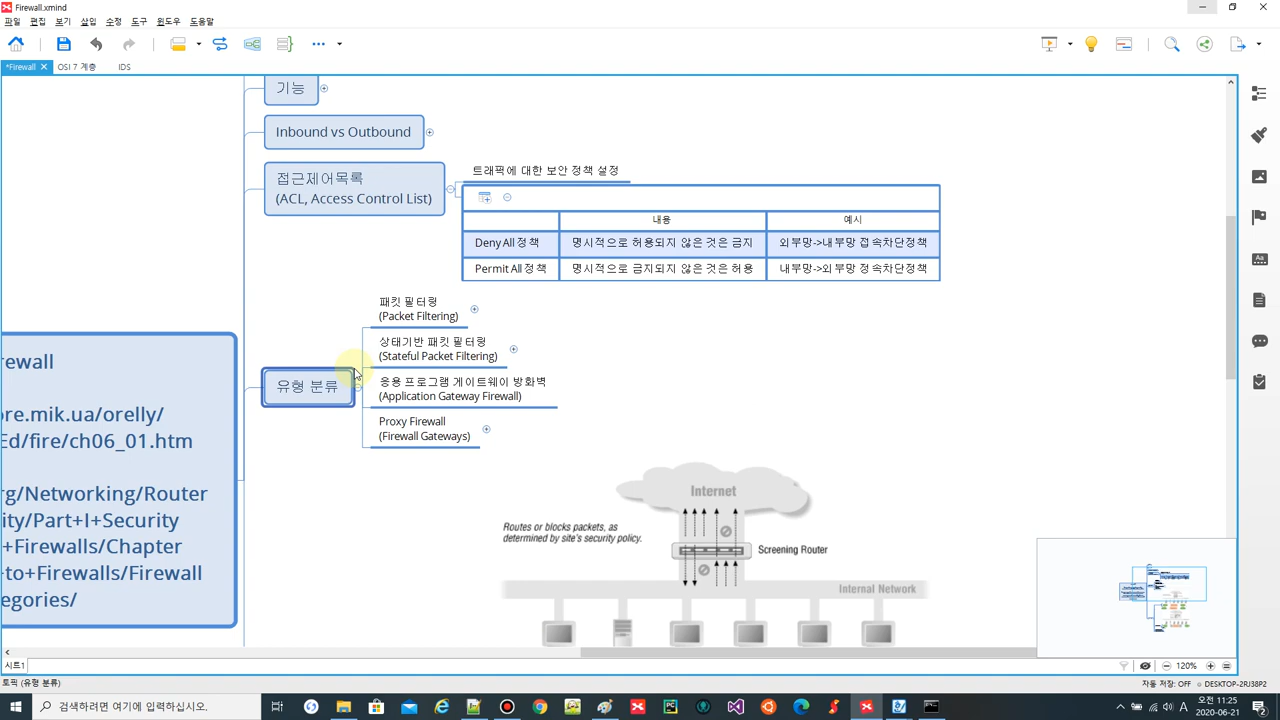 Firewall.xmind
파일 편집 보기 삽입 수정 도구 윈도우 도움말
*Firewall OSI 7 계층 IDS
기능
Inbound vs Outbound
접근제어목록
(ACL, Access Control List)
트래픽에 대한 보안 정책 설정
내용 예시
Deny All 정책 명시적으로 허용되지 않은 것은 금지 외부망->내부망 접속차단정책
Permit All 정책 명시적으로 금지되지 않은 것은 허용 내부망->외부망 정속차단정책
유형 분류
패킷 필터링
(Packet Filtering)
상태기반 패킷 필터링
(Stateful Packet Filtering)
응용 프로그램 게이트웨이 방화벽
(Application Gateway Firewall)
Proxy Firewall
(Firewall Gateways)
rewall
ore.mik.ua/orelly/
Ed/fire/ch06_01.htm
rg/Networking/Router
ity/Part+I+Security
+Firewalls/Chapter
-to+Firewalls/Firewall
egories/
Internet
Routes or blocks packets, as
determined by site's security policy.
Screening Router
Internal Network
시트1
120%
토픽 (유형 분류)
자동 저장: OFF DESKTOP-2RJ38P2
검색하려면 여기에 입력하십시오.
A
오전 11:25
2020-06-21
2